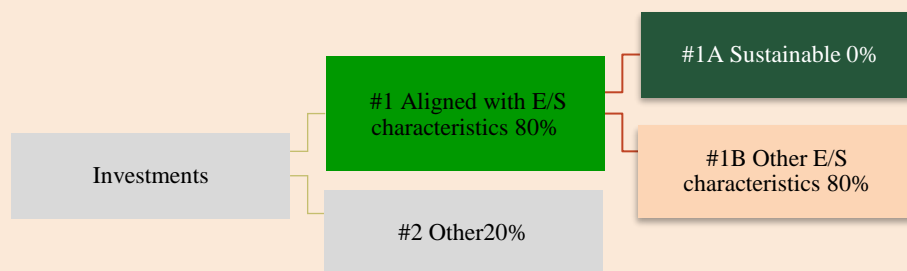 #1A Sustainable 0%
#1 Aligned with E/S
characteristics 80%
#1B Other E/S
characteristics 80%
Investments
#2 Other20%